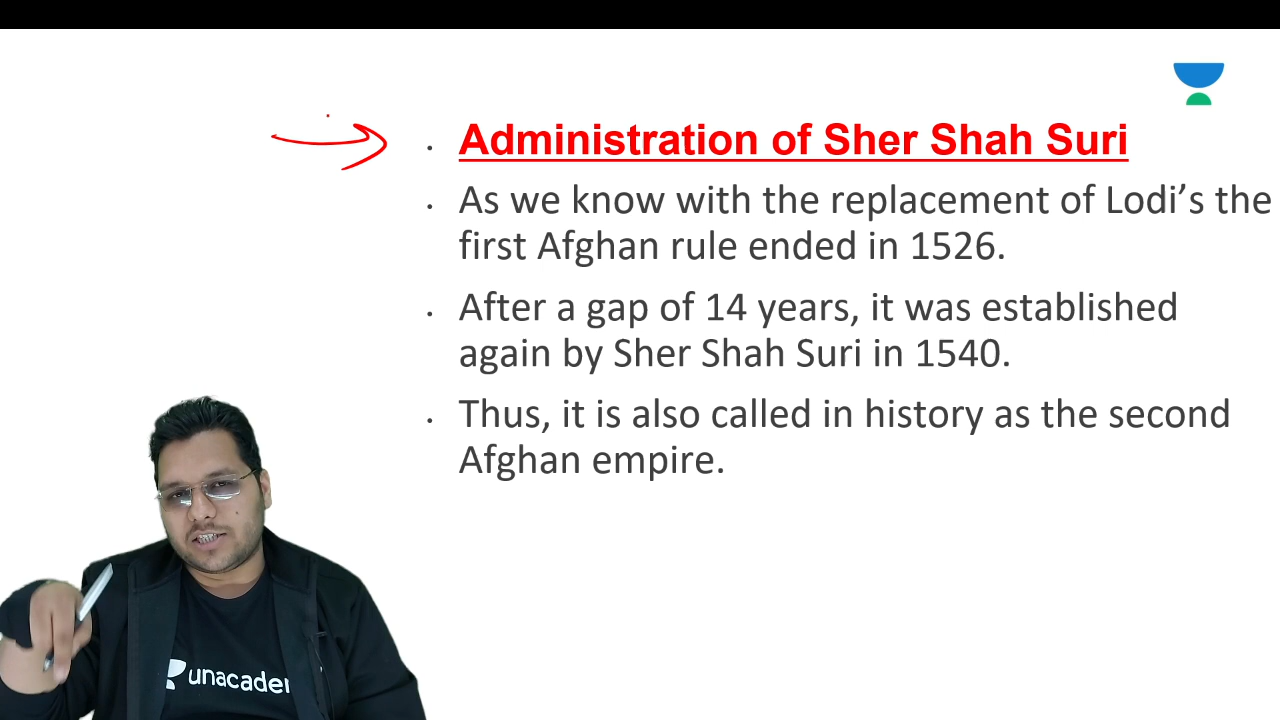 Administration of Sher Shah Suri
As we know with the replacement of Lodi’s the
first Afghan rule ended in 1526.
After a gap of 14 years, it was established
again by Sher Shah Suri in 1540.
Thus, it is also called in history as the second
Afghan empire.
unacadem